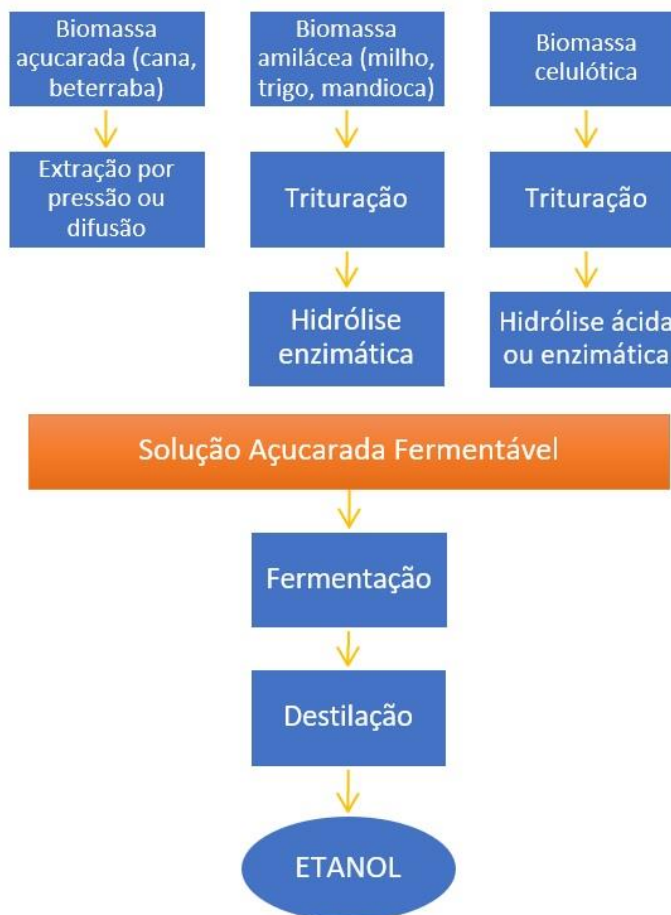 Biomassa
açucarada (cana,
beterraba)
Biomassa
amilácea (milho,
trigo, mandioca)
Biomassa
celulótica
Extração por
pressão ou
difusão
Trituração
Trituração
Hidrólise
enzimática
Hidrólise ácida
ou enzimática
Solução Açucarada Fermentável
Fermentação
Destilação
ETANOL